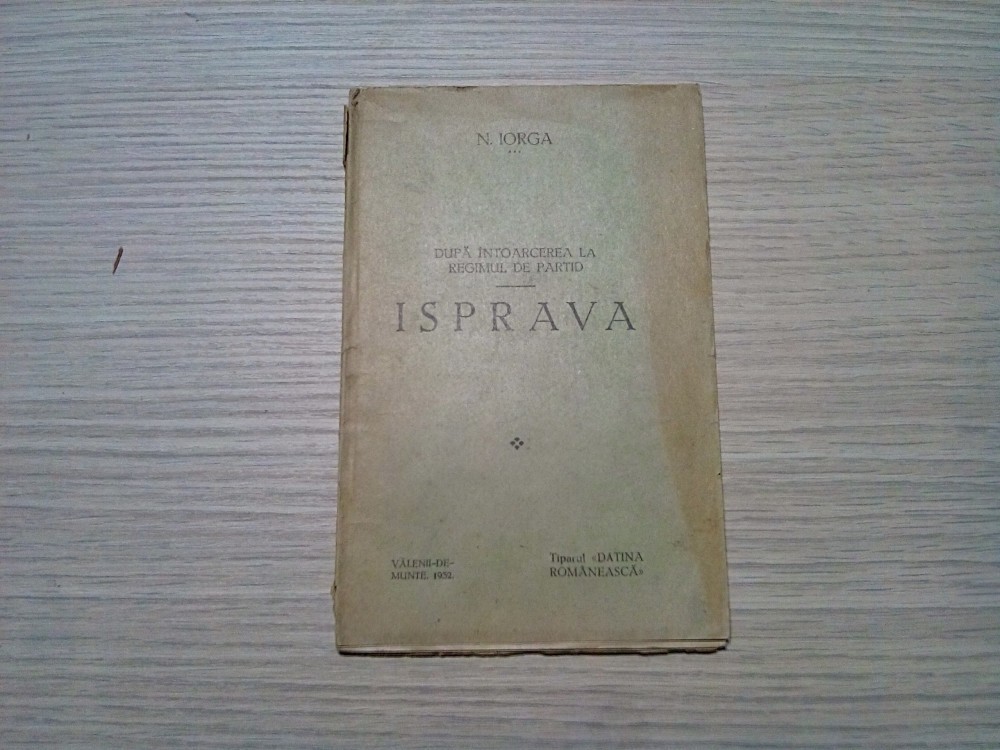 N. IORGA
DUPĂ ÎNTOARCEREA LA
REGIMUL DE PARTID
ISPRAVA
VĂLENII-DE-
MUNTE, 1932.
Tiparul «DATINA
ROMÂNEASCĂ»